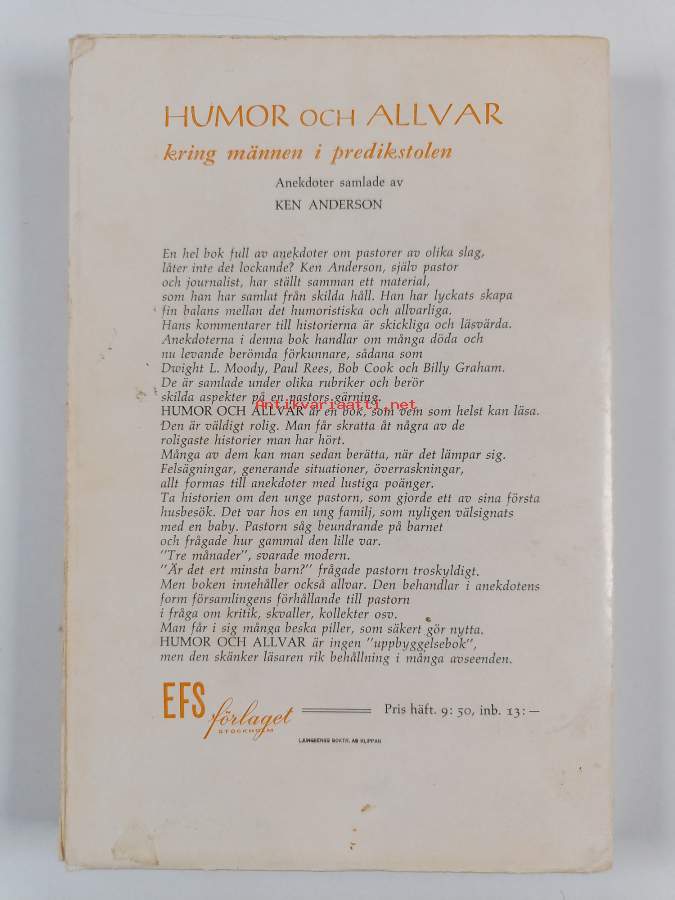 HUMOR OCH ALLVAR
kring männen i predikstolen
Anekdoter samlade av
KEN ANDERSON
En hel bok full av anekdoter om pastorer av olika slag,
låter inte det lockande? Ken Anderson, själv pastor
och journalist, har ställt samman ett material,
som han har samlat från skilda håll. Han har lyckats skapa
fin balans mellan det humoristiska och allvarliga.
Hans kommentarer till historierna är skickliga och läsvärda.
Anekdoterna i denna bok handlar om många döda och
nu levande berömda förkunnare, sådana som
Dwight L. Moody, Paul Rees, Bob Cook och Billy Graham.
De är samlade under olika rubriker och berör
skilda aspekter på en pastors gärning.
Antikvariaatti.net
HUMOR OCH ALLVAR är en bok, som vem som helst kan läsa.
Den är väldigt rolig. Man får skratta åt några av de
roligaste historier man har hört.
Många av dem kan man sedan berätta, när det lämpar sig.
Felsägningar, generande situationer, överraskningar,
allt formas till anekdoter med lustiga poänger.
Ta historien om den unge pastorn, som gjorde ett av sina första
husbesök. Det var hos en ung familj, som nyligen välsignats
med en baby. Pastorn såg beundrande på barnet
och frågade hur gammal den lille var.
"Tre månader", svarade modern.
"Är det ert minsta barn?" frågade pastorn troskyldigt.
Men boken innehåller också allvar. Den behandlar i anekdotens
form församlingens förhållande till pastorn
i fråga om kritik, skvaller, kollekter osv.
Man får i sig många beska piller, som säkert gör nytta.
HUMOR OCH ALLVAR är ingen "uppbyggelsebok",
men den skänker läsaren rik behållning i många avseenden.
EFS förlaget
STOCKHOLM
Pris häft. 9: 50, inb. 13: —
LJUNGBERGS BOKTR. AB KLIPPAN